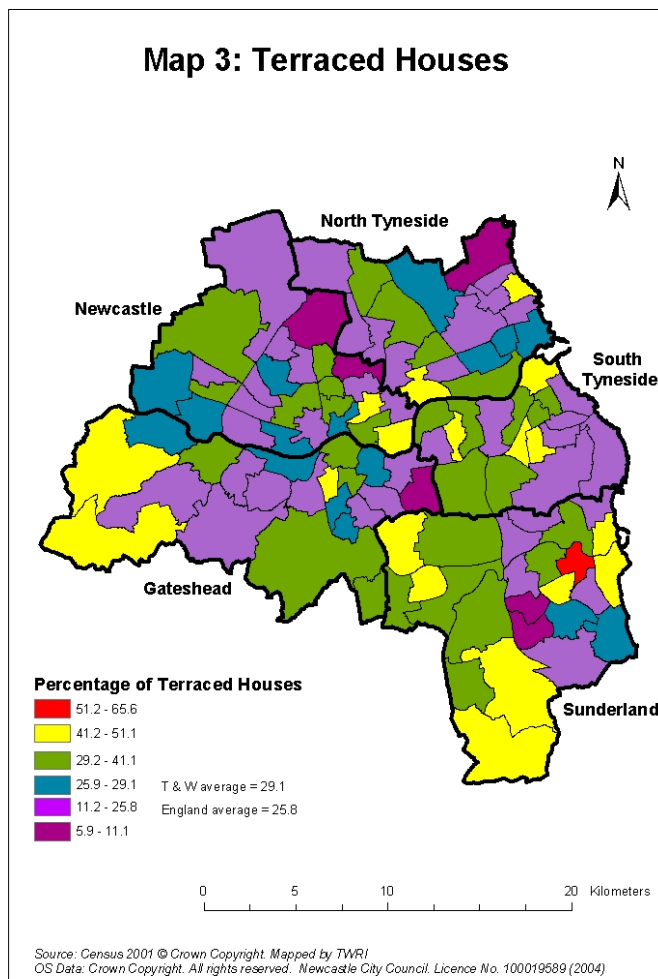 Map 3: Terraced Houses
N
North Tyneside
Newcastle
South
Tyneside
Gateshead
Sunderland
Percentage of Terraced Houses
51.2 - 65.6
41.2 - 51.1
29.2 - 41.1
25.9 - 29.1 T & W average = 29.1
11.2 - 25.8 England average = 25.8
5.9 - 11.1
0 5 10 20 Kilometers
Source: Census 2001 © Crown Copyright. Mapped by TWRI
OS Data: Crown Copyright. All rights reserved. Newcastle City Council. Licence No. 100019589 (2004)